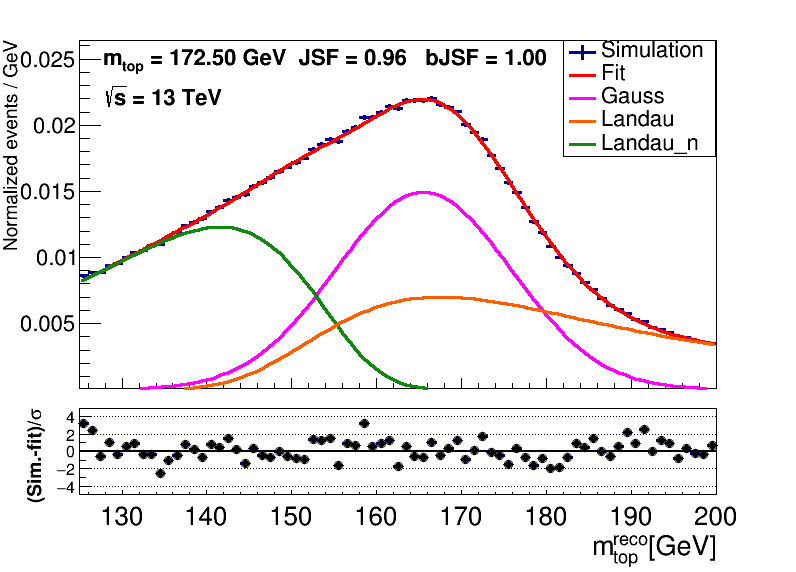 m_top = 172.50 GeV JSF = 0.96 bJSF = 1.00
√s = 13 TeV
Simulation
Fit
Gauss
Landau
Landau_n
Normalized events / GeV
0.025
0.02
0.015
0.01
0.005
(Sim.-fit)/σ
4
2
0
−2
−4
130 140 150 160 170 180 190 200
m_top^reco[GeV]